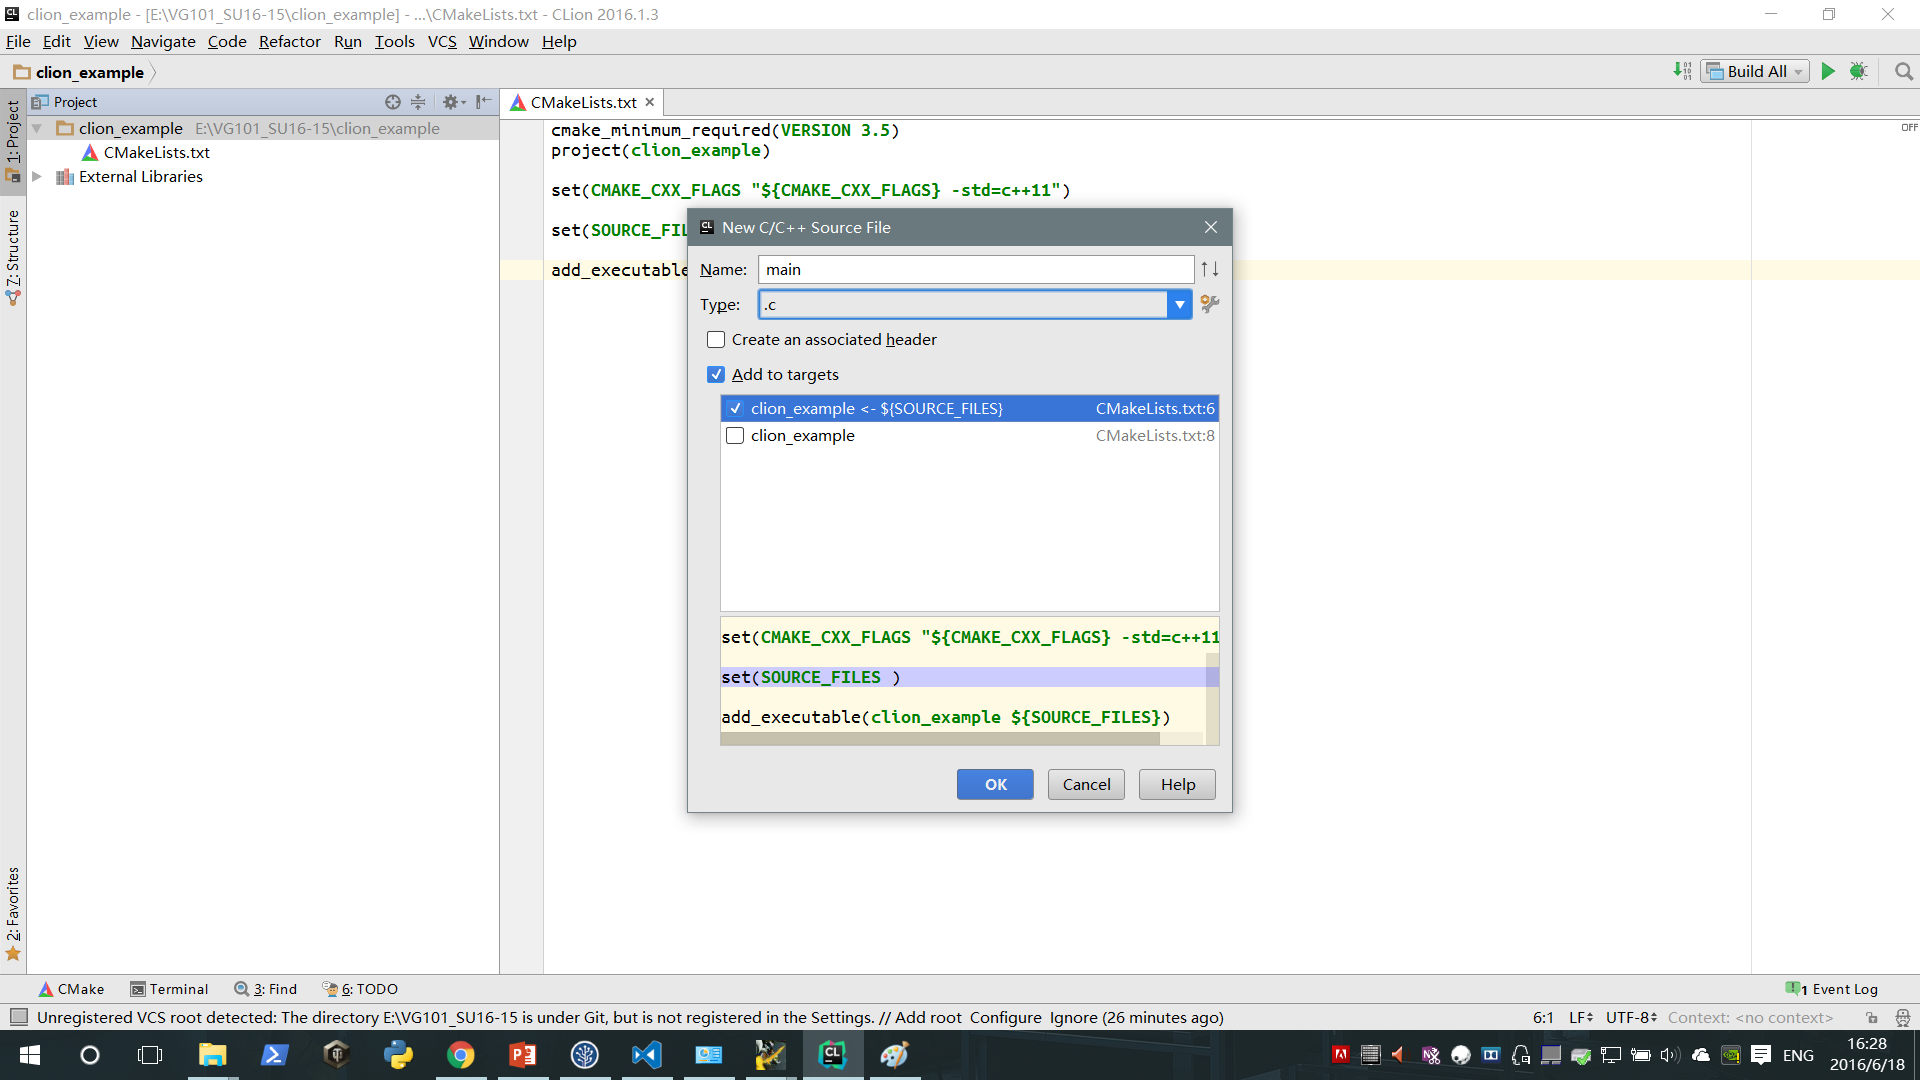 clion_example - [E:\VG101_SU16-15\clion_example] - ...\CMakeLists.txt - CLion 2016.1.3
File Edit View Navigate Code Refactor Run Tools VCS Window Help
clion_example
Build All
1: Project
Z: Structure
2: Favorites
Project
clion_example E:\VG101_SU16-15\clion_example
CMakeLists.txt
External Libraries
CMakeLists.txt
OFF
cmake_minimum_required(VERSION 3.5)
project(clion_example)
set(CMAKE_CXX_FLAGS "${CMAKE_CXX_FLAGS} -std=c++11")
set(SOURCE_FIL
add_executable
New C/C++ Source File
Name: main
Type: .c
Create an associated header
Add to targets
clion_example <- ${SOURCE_FILES} CMakeLists.txt:6
clion_example CMakeLists.txt:8
set(CMAKE_CXX_FLAGS "${CMAKE_CXX_FLAGS} -std=c++11
set(SOURCE_FILES )
add_executable(clion_example ${SOURCE_FILES})
OK Cancel Help
CMake Terminal 3: Find 6: TODO 1 Event Log
Unregistered VCS root detected: The directory E:\VG101_SU16-15 is under Git, but is not registered in the Settings. // Add root Configure Ignore (26 minutes ago) 6:1 LF UTF-8 Context: <no context>
ENG
16:28
2016/6/18